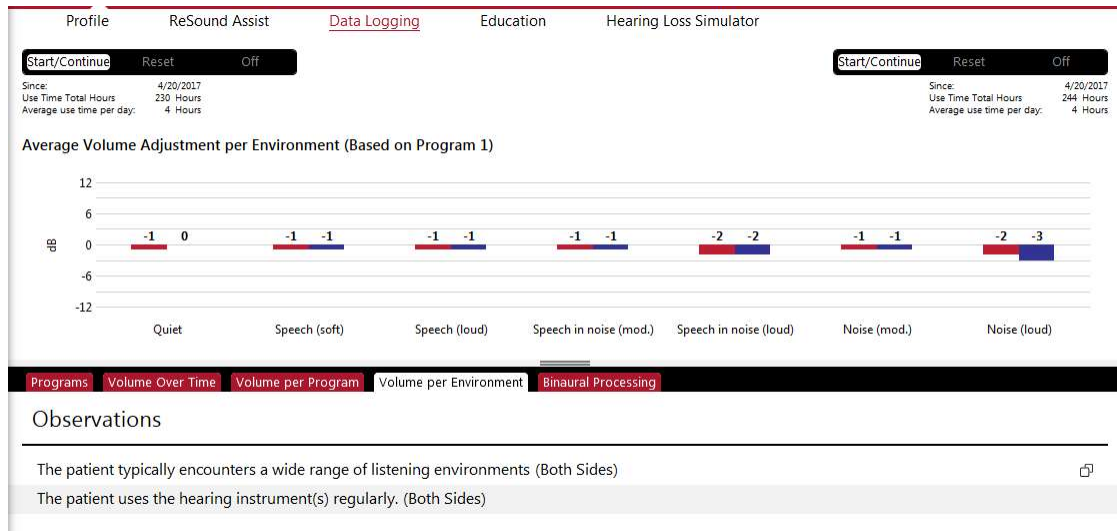 Profile ReSound Assist Data Logging Education Hearing Loss Simulator
Start/Continue Reset Off Start/Continue Reset Off
Since: 4/20/2017 Since: 4/20/2017
Use Time Total Hours 230 Hours Use Time Total Hours 244 Hours
Average use time per day: 4 Hours Average use time per day: 4 Hours
Average Volume Adjustment per Environment (Based on Program 1)
12
6
dB 0
-6
-12
-1 0 -1 -1 -1 -1 -1 -1 -2 -2 -1 -1 -2 -3
Quiet Speech (soft) Speech (loud) Speech in noise (mod.) Speech in noise (loud) Noise (mod.) Noise (loud)
Programs Volume Over Time Volume per Program Volume per Environment Binaural Processing
Observations
The patient typically encounters a wide range of listening environments (Both Sides)
The patient uses the hearing instrument(s) regularly. (Both Sides)